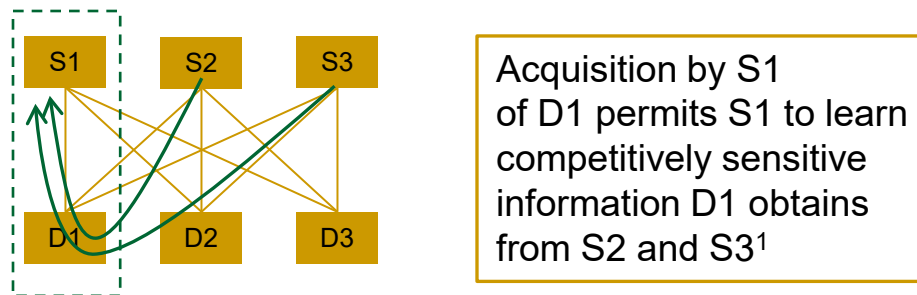 S1 S2 S3
D1 D2 D3
Acquisition by S1
of D1 permits S1 to learn
competitively sensitive
information D1 obtains
from S2 and S3¹